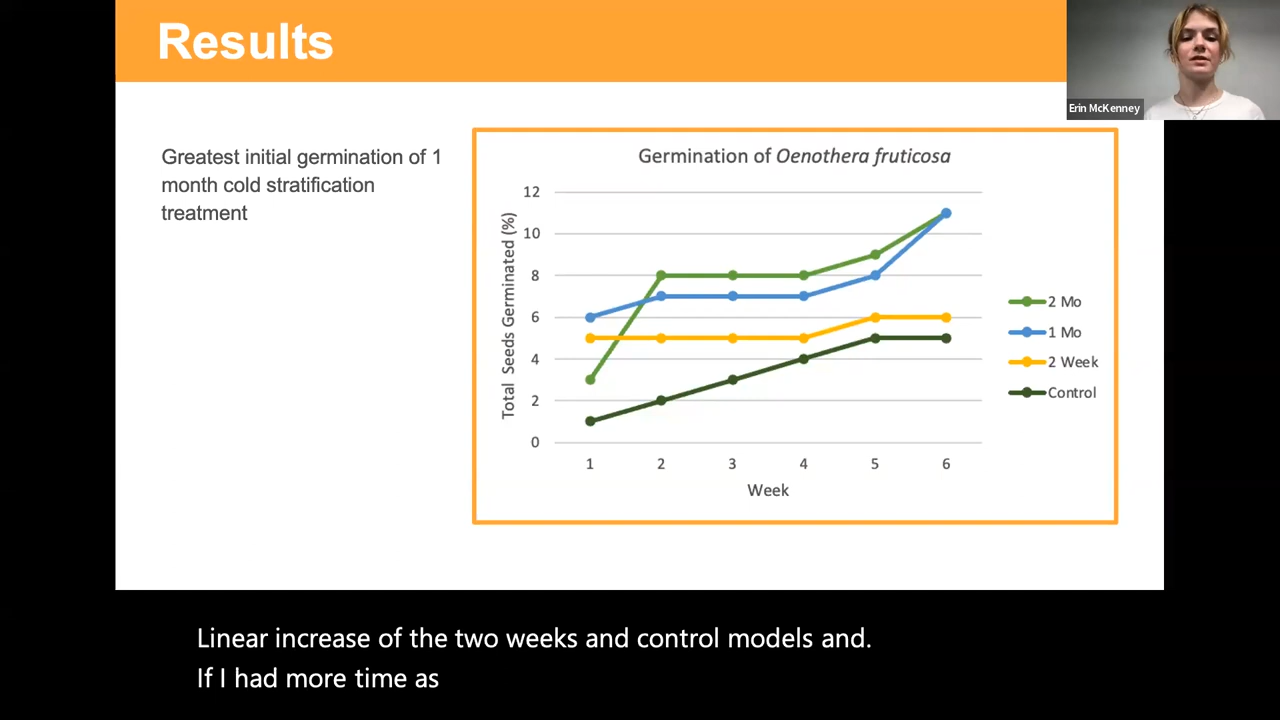 Results
Erin McKenney
Greatest initial germination of 1
month cold stratification
treatment
Germination of Oenothera fruticosa
Total Seeds Germinated (%)
12
10
8
6
4
2
0
1 2 3 4 5 6
Week
2 Mo
1 Mo
2 Week
Control
Linear increase of the two weeks and control models and.
If I had more time as